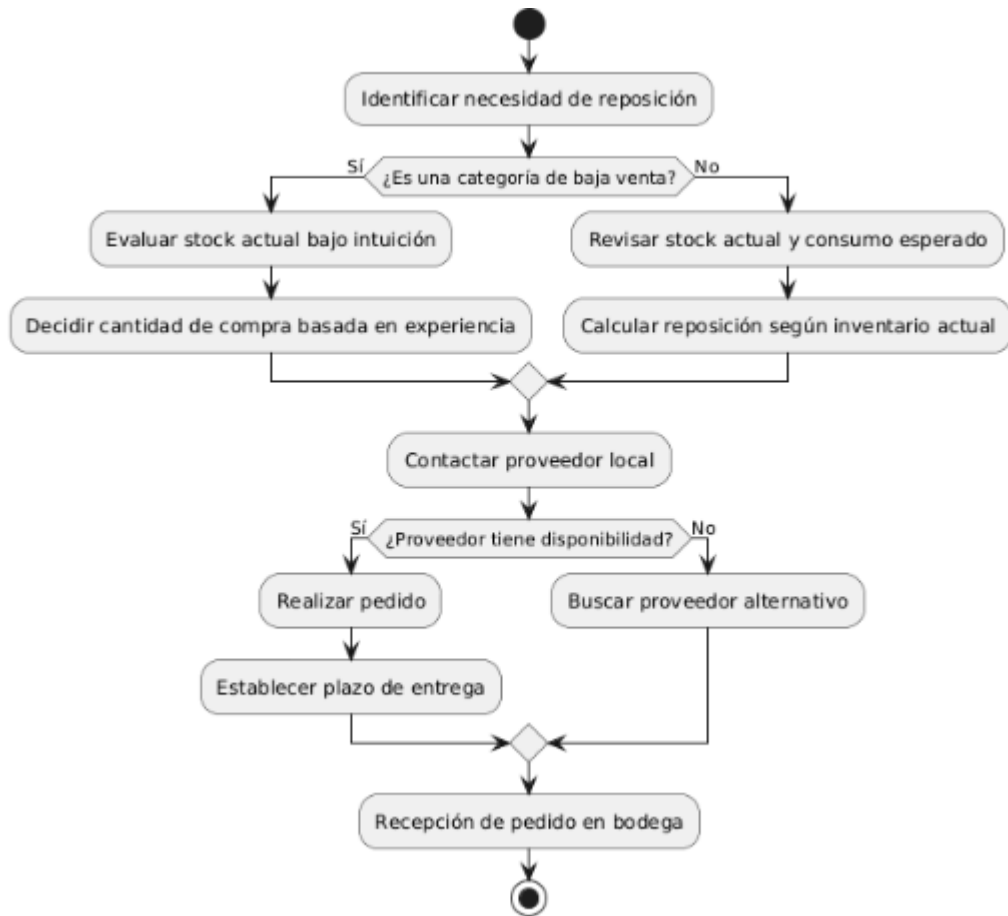 Identificar necesidad de reposición
Sí
¿Es una categoría de baja venta?
No
Evaluar stock actual bajo intuición
Revisar stock actual y consumo esperado
Decidir cantidad de compra basada en experiencia
Calcular reposición según inventario actual
Contactar proveedor local
Sí
¿Proveedor tiene disponibilidad?
No
Realizar pedido
Buscar proveedor alternativo
Establecer plazo de entrega
Recepción de pedido en bodega